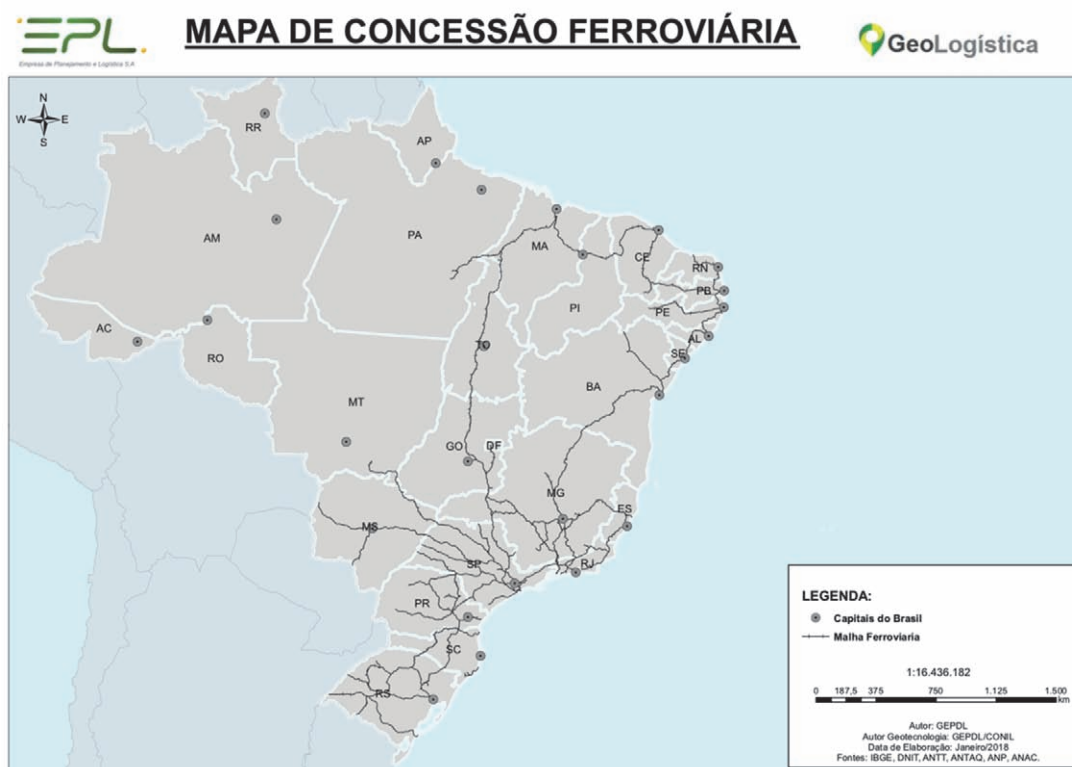 EPL
Empresa de Planejamento e Logística S.A
MAPA DE CONCESSÃO FERROVIÁRIA
GeoLogística
N
W E
S
RR
AP
AM
PA
MA
CE
RN
PB
PE
PI
AL
SE
AC
RO
TO
BA
MT
GO
DF
MG
ES
MS
SP
RJ
PR
SC
RS
LEGENDA:
Capitais do Brasil
Malha Ferroviaria
1:16.436.182
0 187,5 375 750 1.125 1.500
km
Autor: GEPDL
Autor Geotecnologia: GEPDL/CONIL
Data de Elaboração: Janeiro/2018
Fontes: IBGE, DNIT, ANTT, ANTAQ, ANP, ANAC.